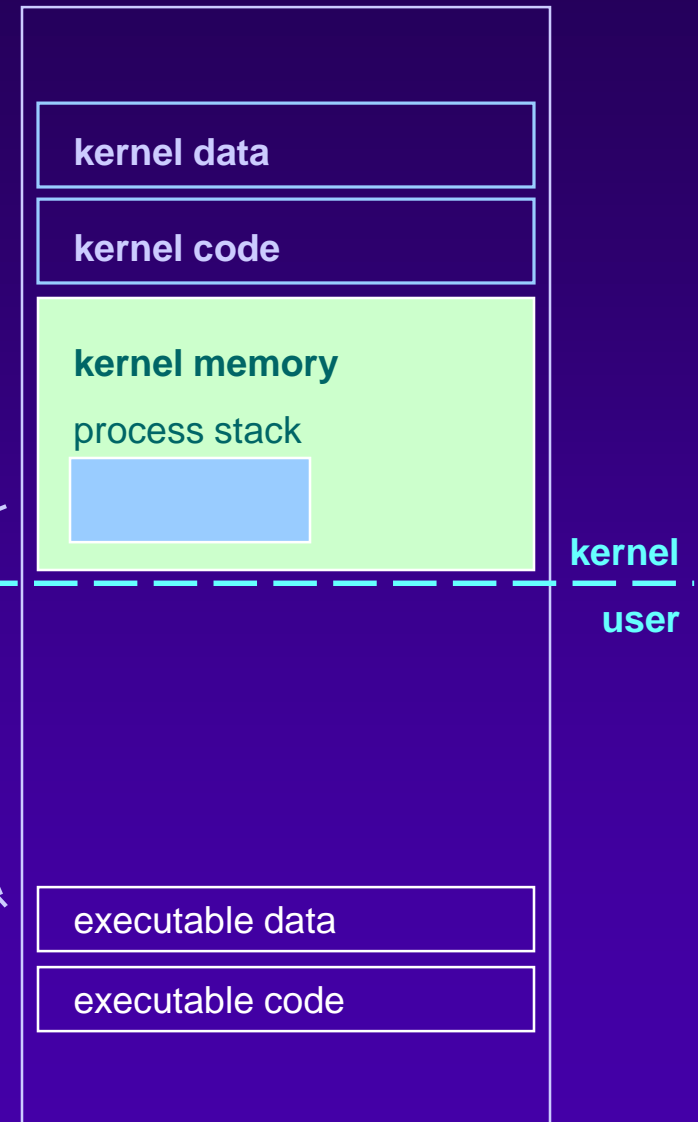 kernel data
kernel code
kernel memory
process stack
kernel
user
executable data
executable code